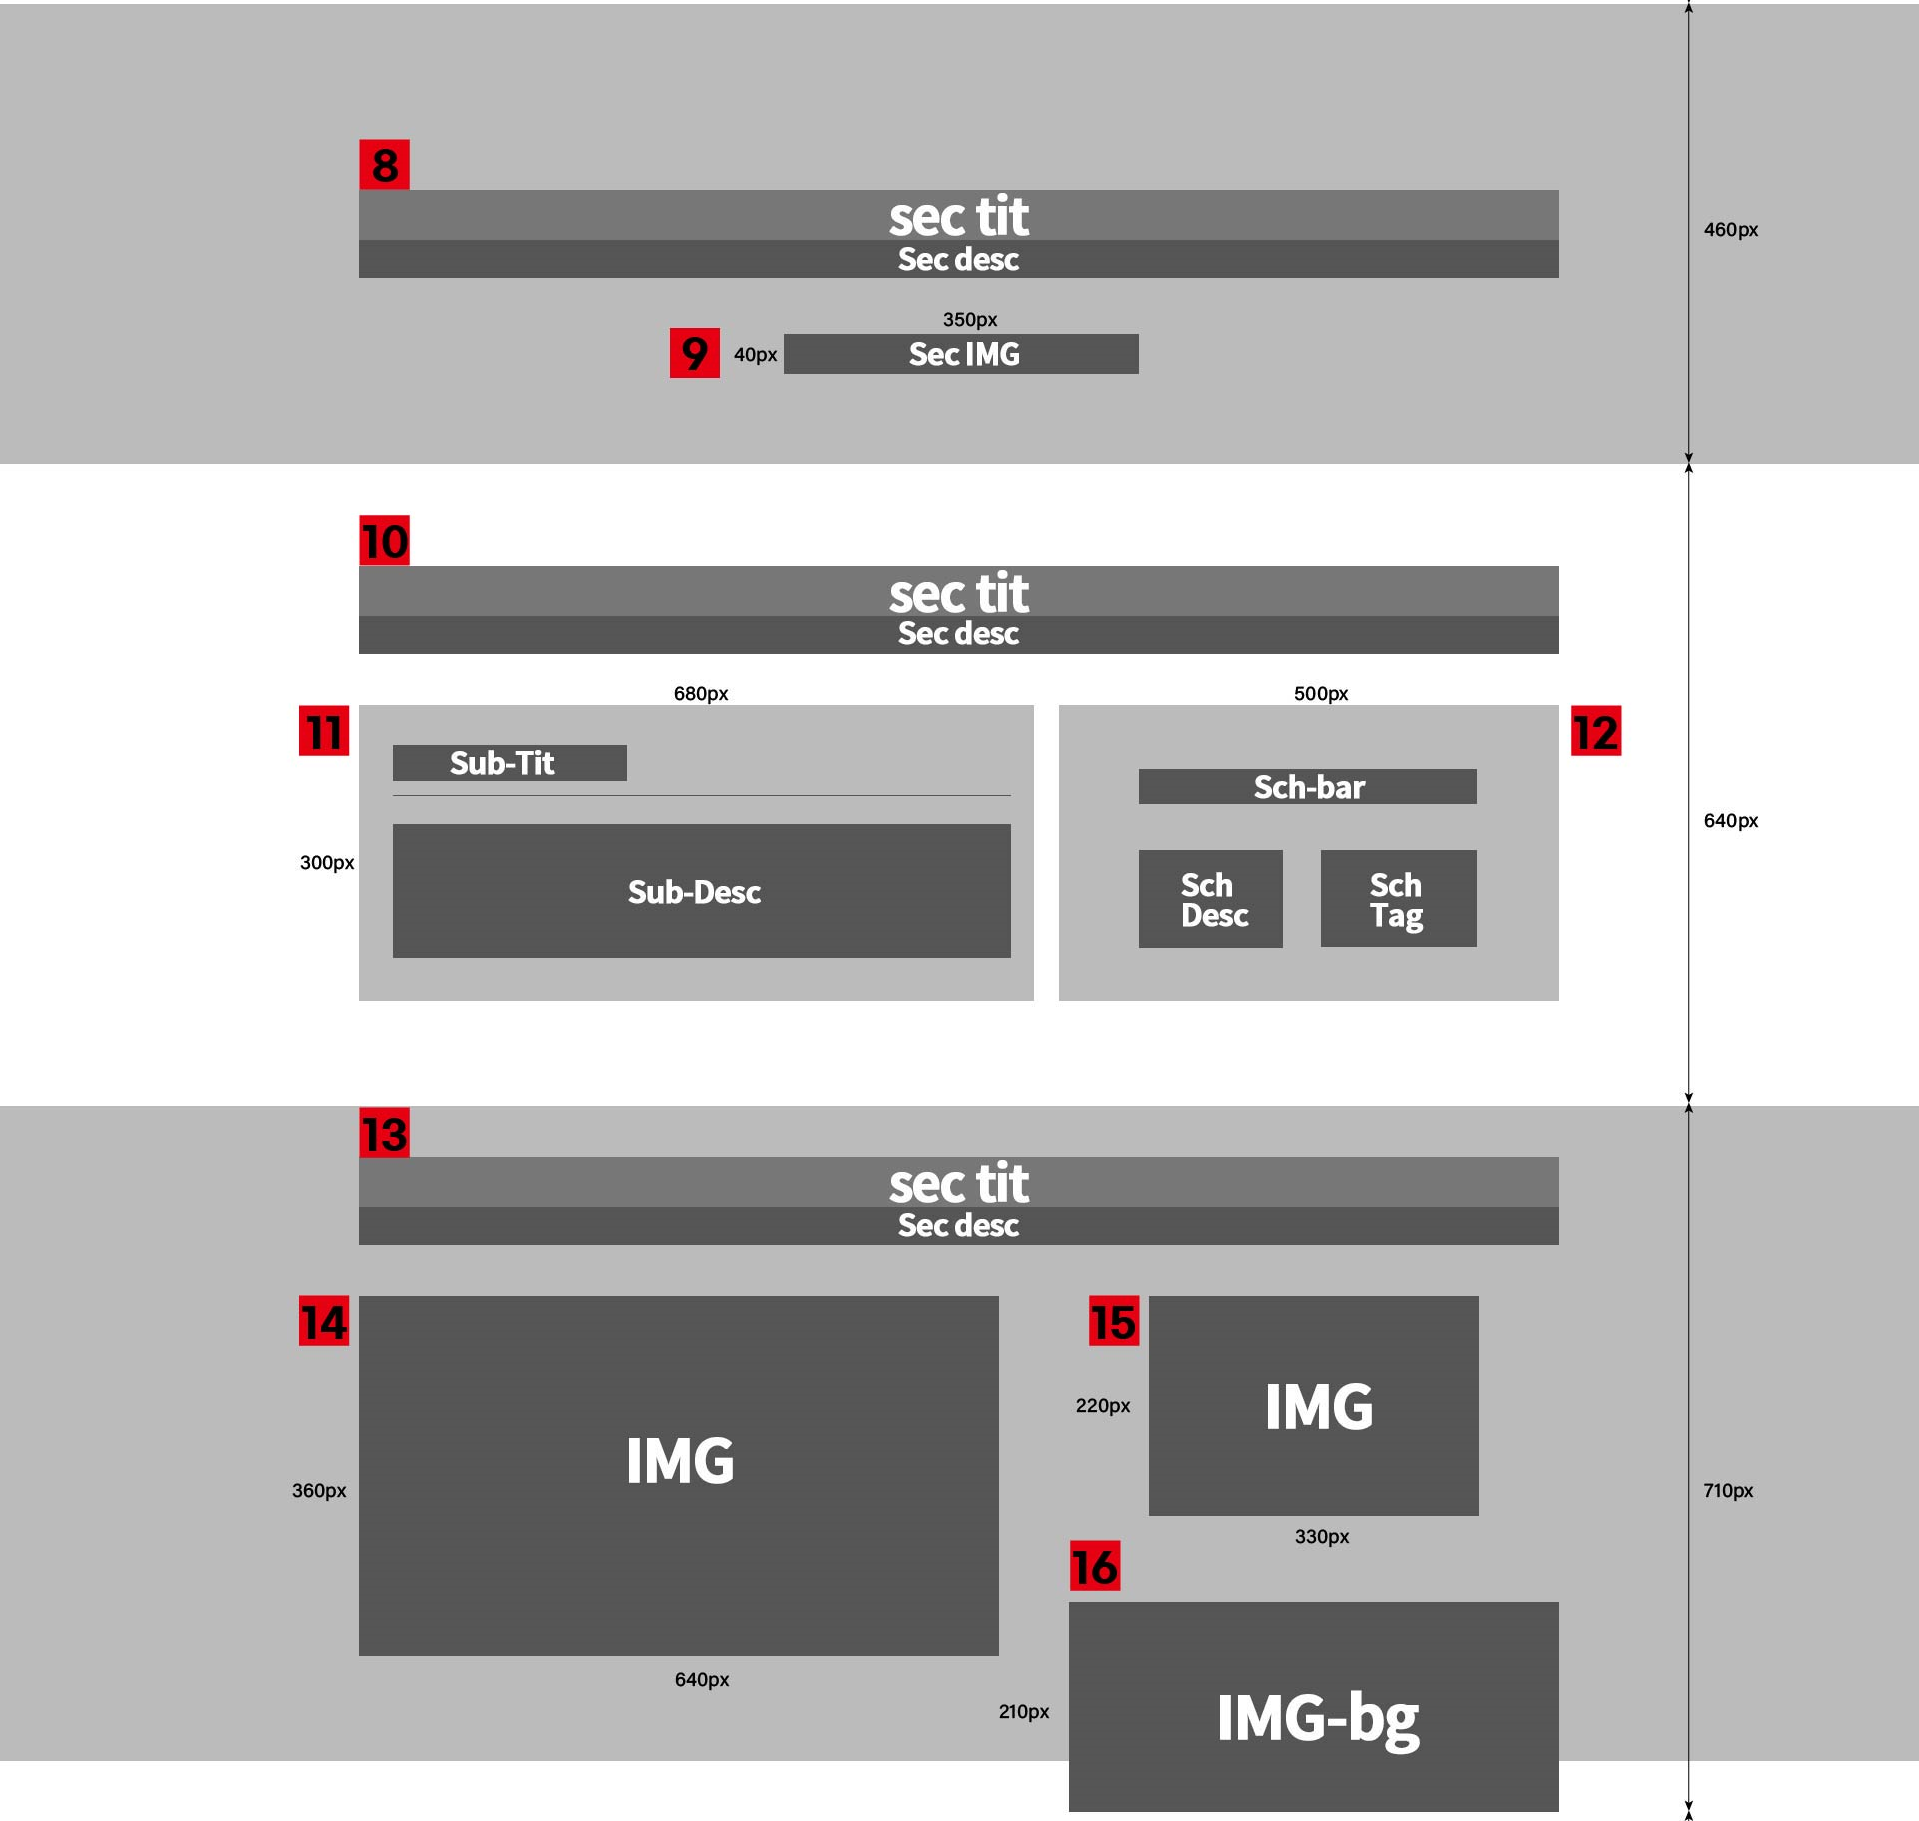 8
sec tit
Sec desc
460px
350px
9
40px
Sec IMG
10
sec tit
Sec desc
680px
500px
11
12
Sub-Tit
Sch-bar
640px
300px
Sub-Desc
Sch
Desc
Sch
Tag
13
sec tit
Sec desc
14
15
IMG
220px
IMG
360px
710px
330px
16
640px
210px
IMG-bg